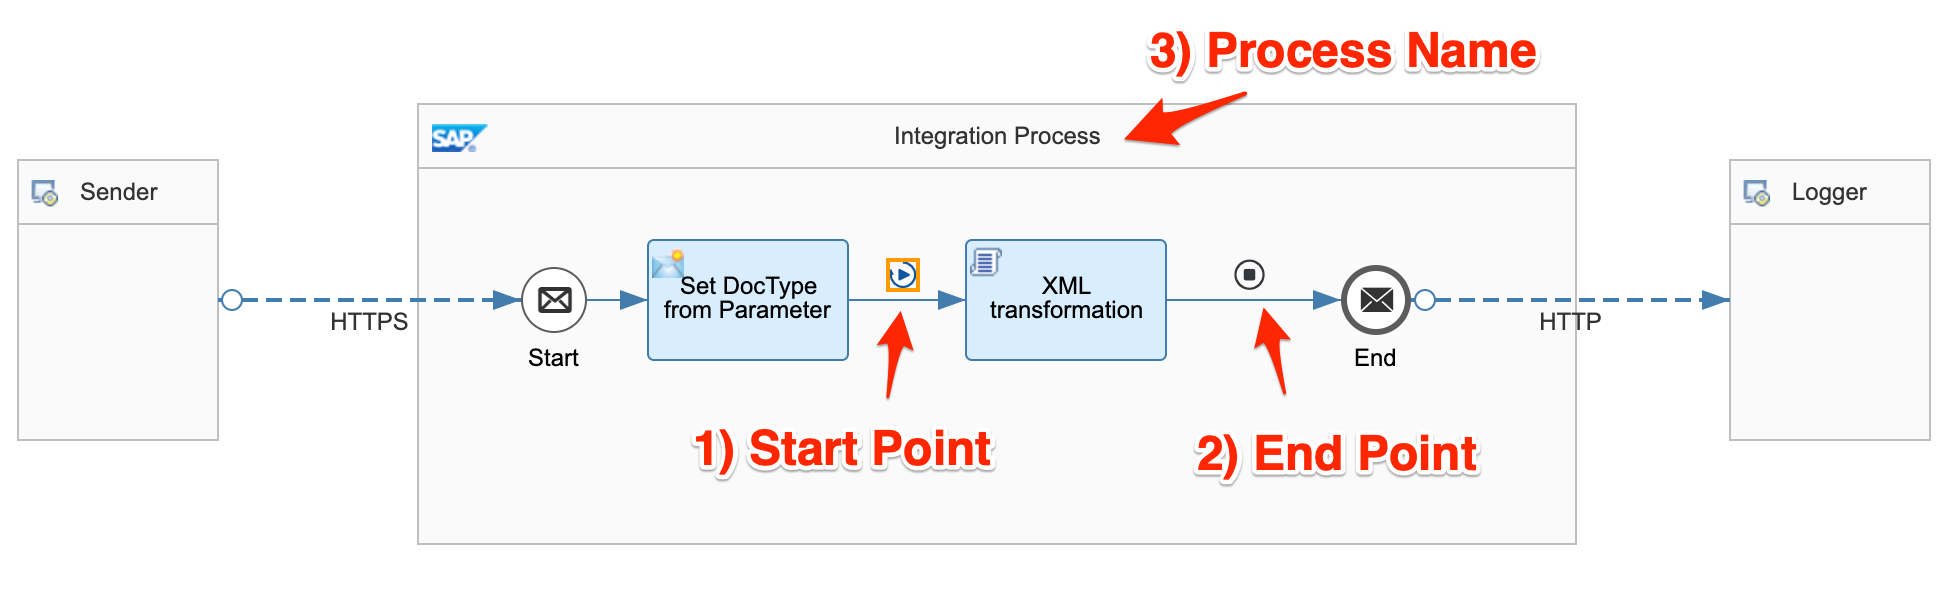 3) Process Name
SAP
Integration Process
Sender
Logger
Set DocType
from Parameter
XML
transformation
HTTPS
HTTP
Start
End
1) Start Point
2) End Point